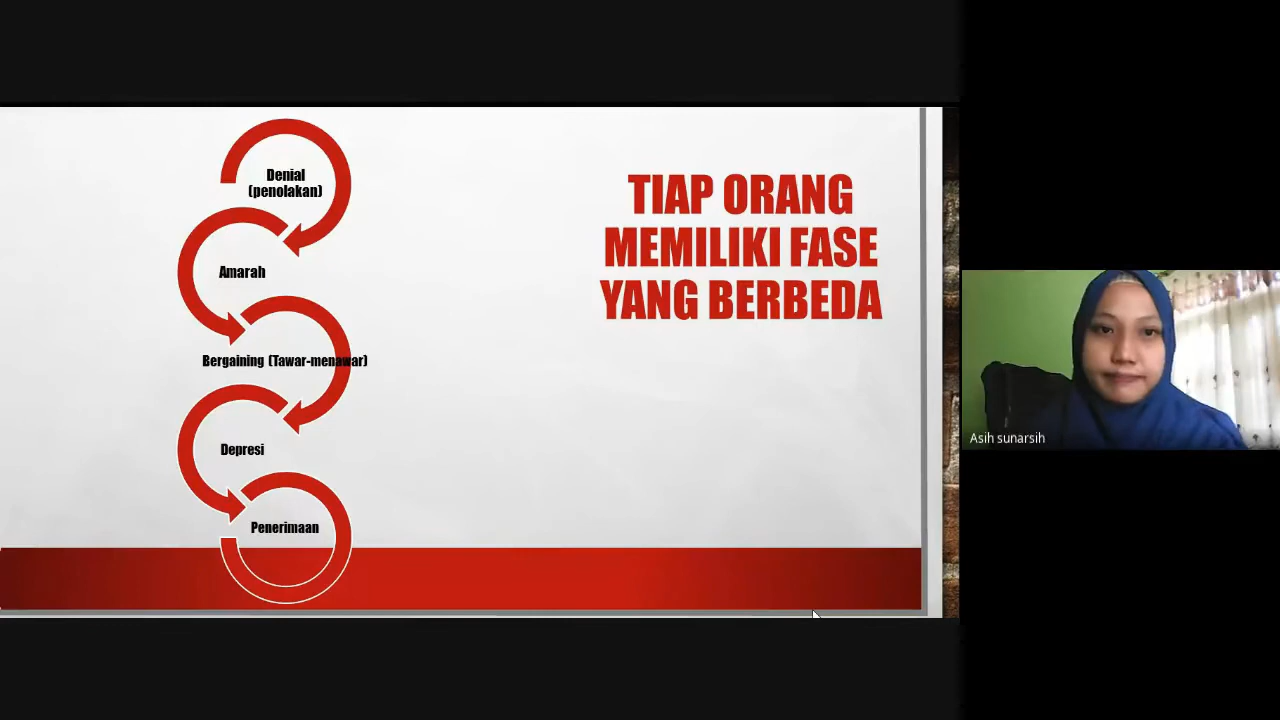 Denial
(penolakan)
Amarah
Bergaining (Tawar-menawar)
Depresi
Penerimaan
TIAP ORANG
MEMILIKI FASE
YANG BERBEDA
Asih sunarsih